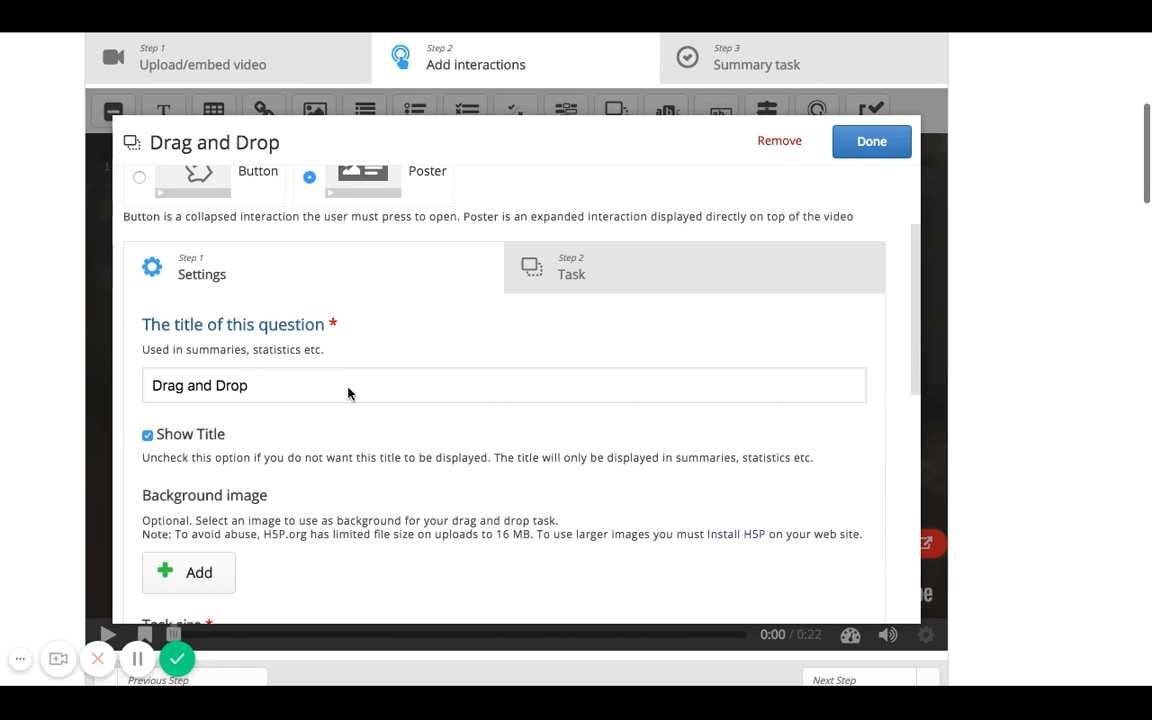 Step 1
Upload/embed video
Step 2
Add interactions
Step 3
Summary task
T
Drag and Drop
Remove
Done
Button
Poster
Button is a collapsed interaction the user must press to open. Poster is an expanded interaction displayed directly on top of the video
Step 1
Settings
Step 2
Task
The title of this question *
Used in summaries, statistics etc.
Drag and Drop
Show Title
Uncheck this option if you do not want this title to be displayed. The title will only be displayed in summaries, statistics etc.
Background image
Optional. Select an image to use as background for your drag and drop task.
Note: To avoid abuse, H5P.org has limited file size on uploads to 16 MB. To use larger images you must Install H5P on your web site.
Add
Task size *
0:00 / 0:22
Previous Step
Next Step